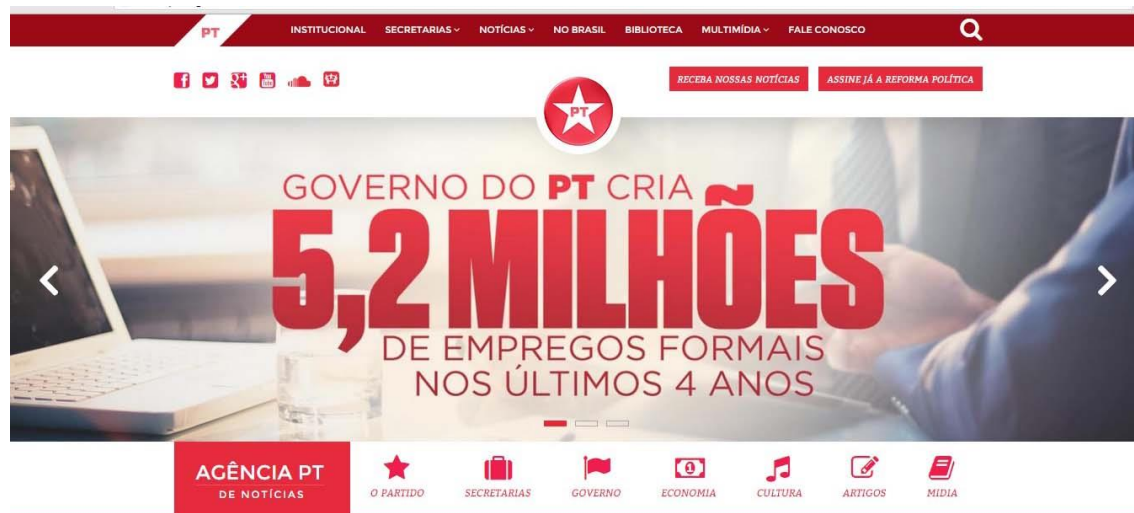 PT
INSTITUCIONAL SECRETARIAS NOTÍCIAS NO BRASIL BIBLIOTECA MULTIMÍDIA FALE CONOSCO
RECEBA NOSSAS NOTÍCIAS ASSINE JÁ A REFORMA POLÍTICA
PT
GOVERNO DO PT CRIA
5,2 MILHÕES
DE EMPREGOS FORMAIS
NOS ÚLTIMOS 4 ANOS
AGÊNCIA PT
DE NOTÍCIAS
O PARTIDO SECRETARIAS GOVERNO ECONOMIA CULTURA ARTIGOS MIDIA